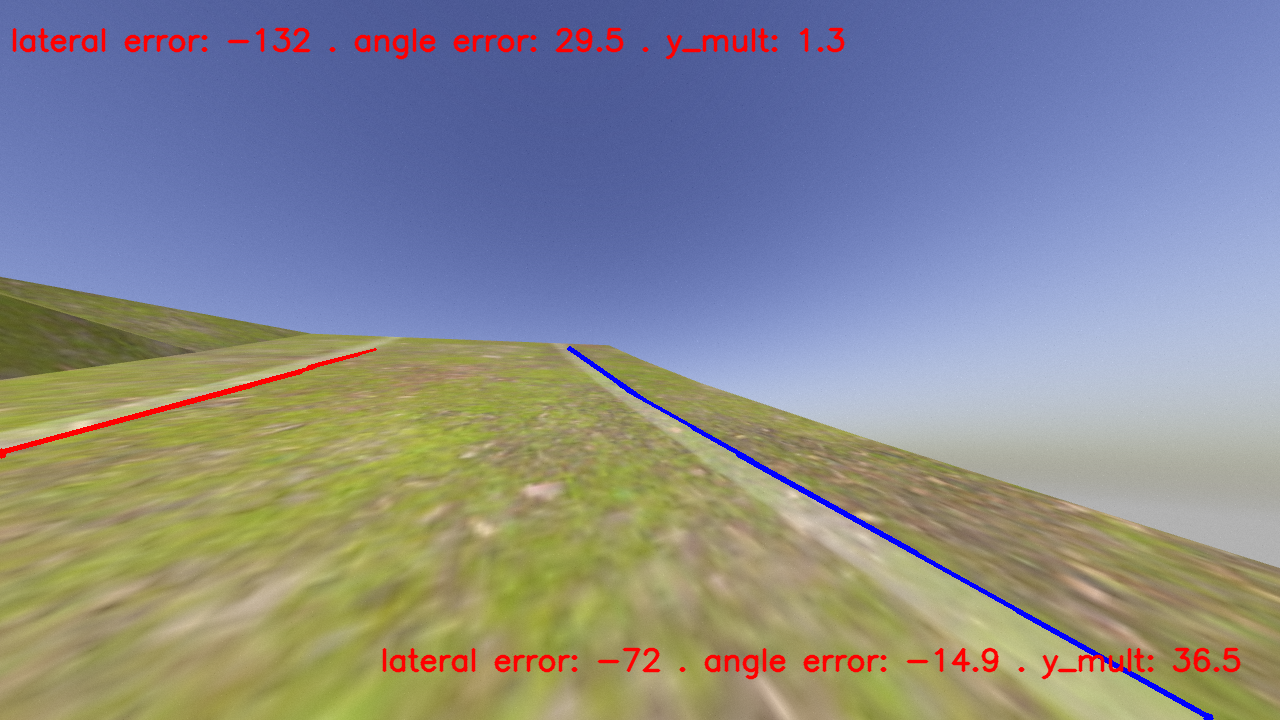 lateral error: -132 . angle error: 29.5 . y_mult: 1.3
lateral error: -72 . angle error: -14.9 . y_mult: 36.5